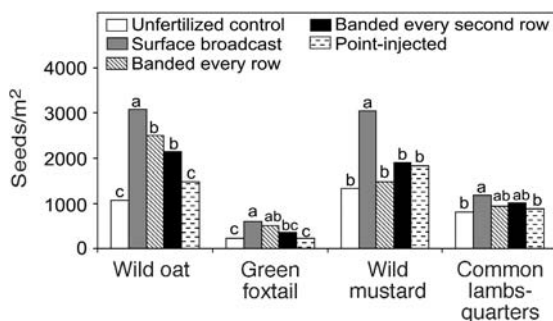 Unfertilized control
Banded every second row
Surface broadcast
Point-injected
Banded every row
Seeds/m²
4000
3000
2000
1000
0
c a b b c
a ab bc c c
b a b b b
b a ab ab b
Wild oat
Green
foxtail
Wild
mustard
Common
lambs-
quarters